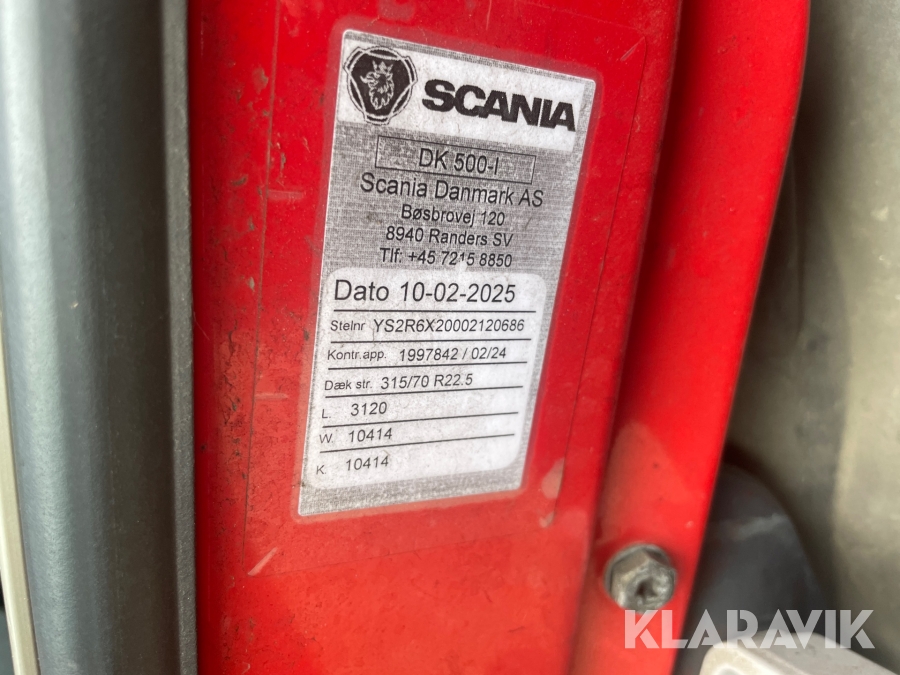 SCANIA
DK 500-I
Scania Danmark AS
Bøsbrovej 120
8940 Randers SV
Tlf: +45 7215 8850
Dato 10-02-2025
Stelnr YS2R6X20002120686
Kontr.app. 1997842 / 02/24
Dæk str. 315/70 R22.5
L. 3120
W. 10414
K. 10414
KLARAVIK